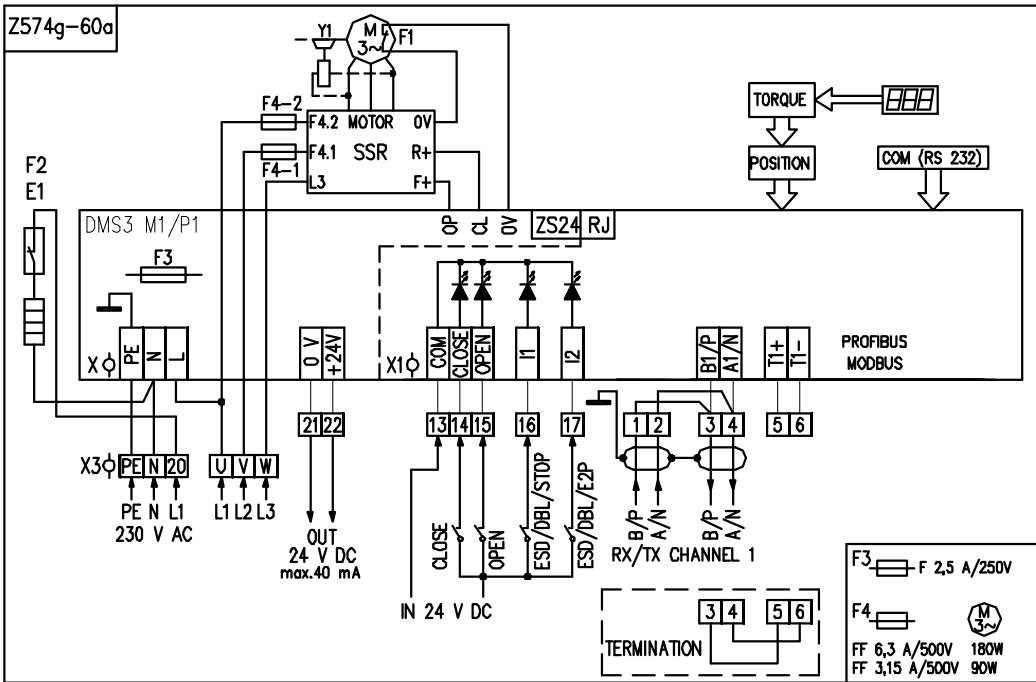 Z574g-60a
Y1
M
3~
F1
F4-2
F4.2 MOTOR 0V
F4.1 SSR R+
F4-1
L3 F+
TORQUE
POSITION
COM (RS 232)
F2
E1
DMS3 M1/P1
F3
OP
CL
0V
ZS24 RJ
X
PE
N
L
0 V
+24V
X1
COM
CLOSE
OPEN
I1
I2
B1/P
A1/N
T1+
T1-
PROFIBUS
MODBUS
21 22
13 14 15 16 17
1 2 3 4 5 6
X3 PE N 20 U V W
PE N L1 L1 L2 L3
230 V AC
OUT
24 V DC
max.40 mA
CLOSE
OPEN
ESD/DBL/STOP
ESD/DBL/E2P
B/P
A/N
B/P
A/N
RX/TX CHANNEL 1
IN 24 V DC
3 4 5 6
TERMINATION
F3 F 2,5 A/250V
F4 M
3~
FF 6,3 A/500V 180W
FF 3,15 A/500V 90W